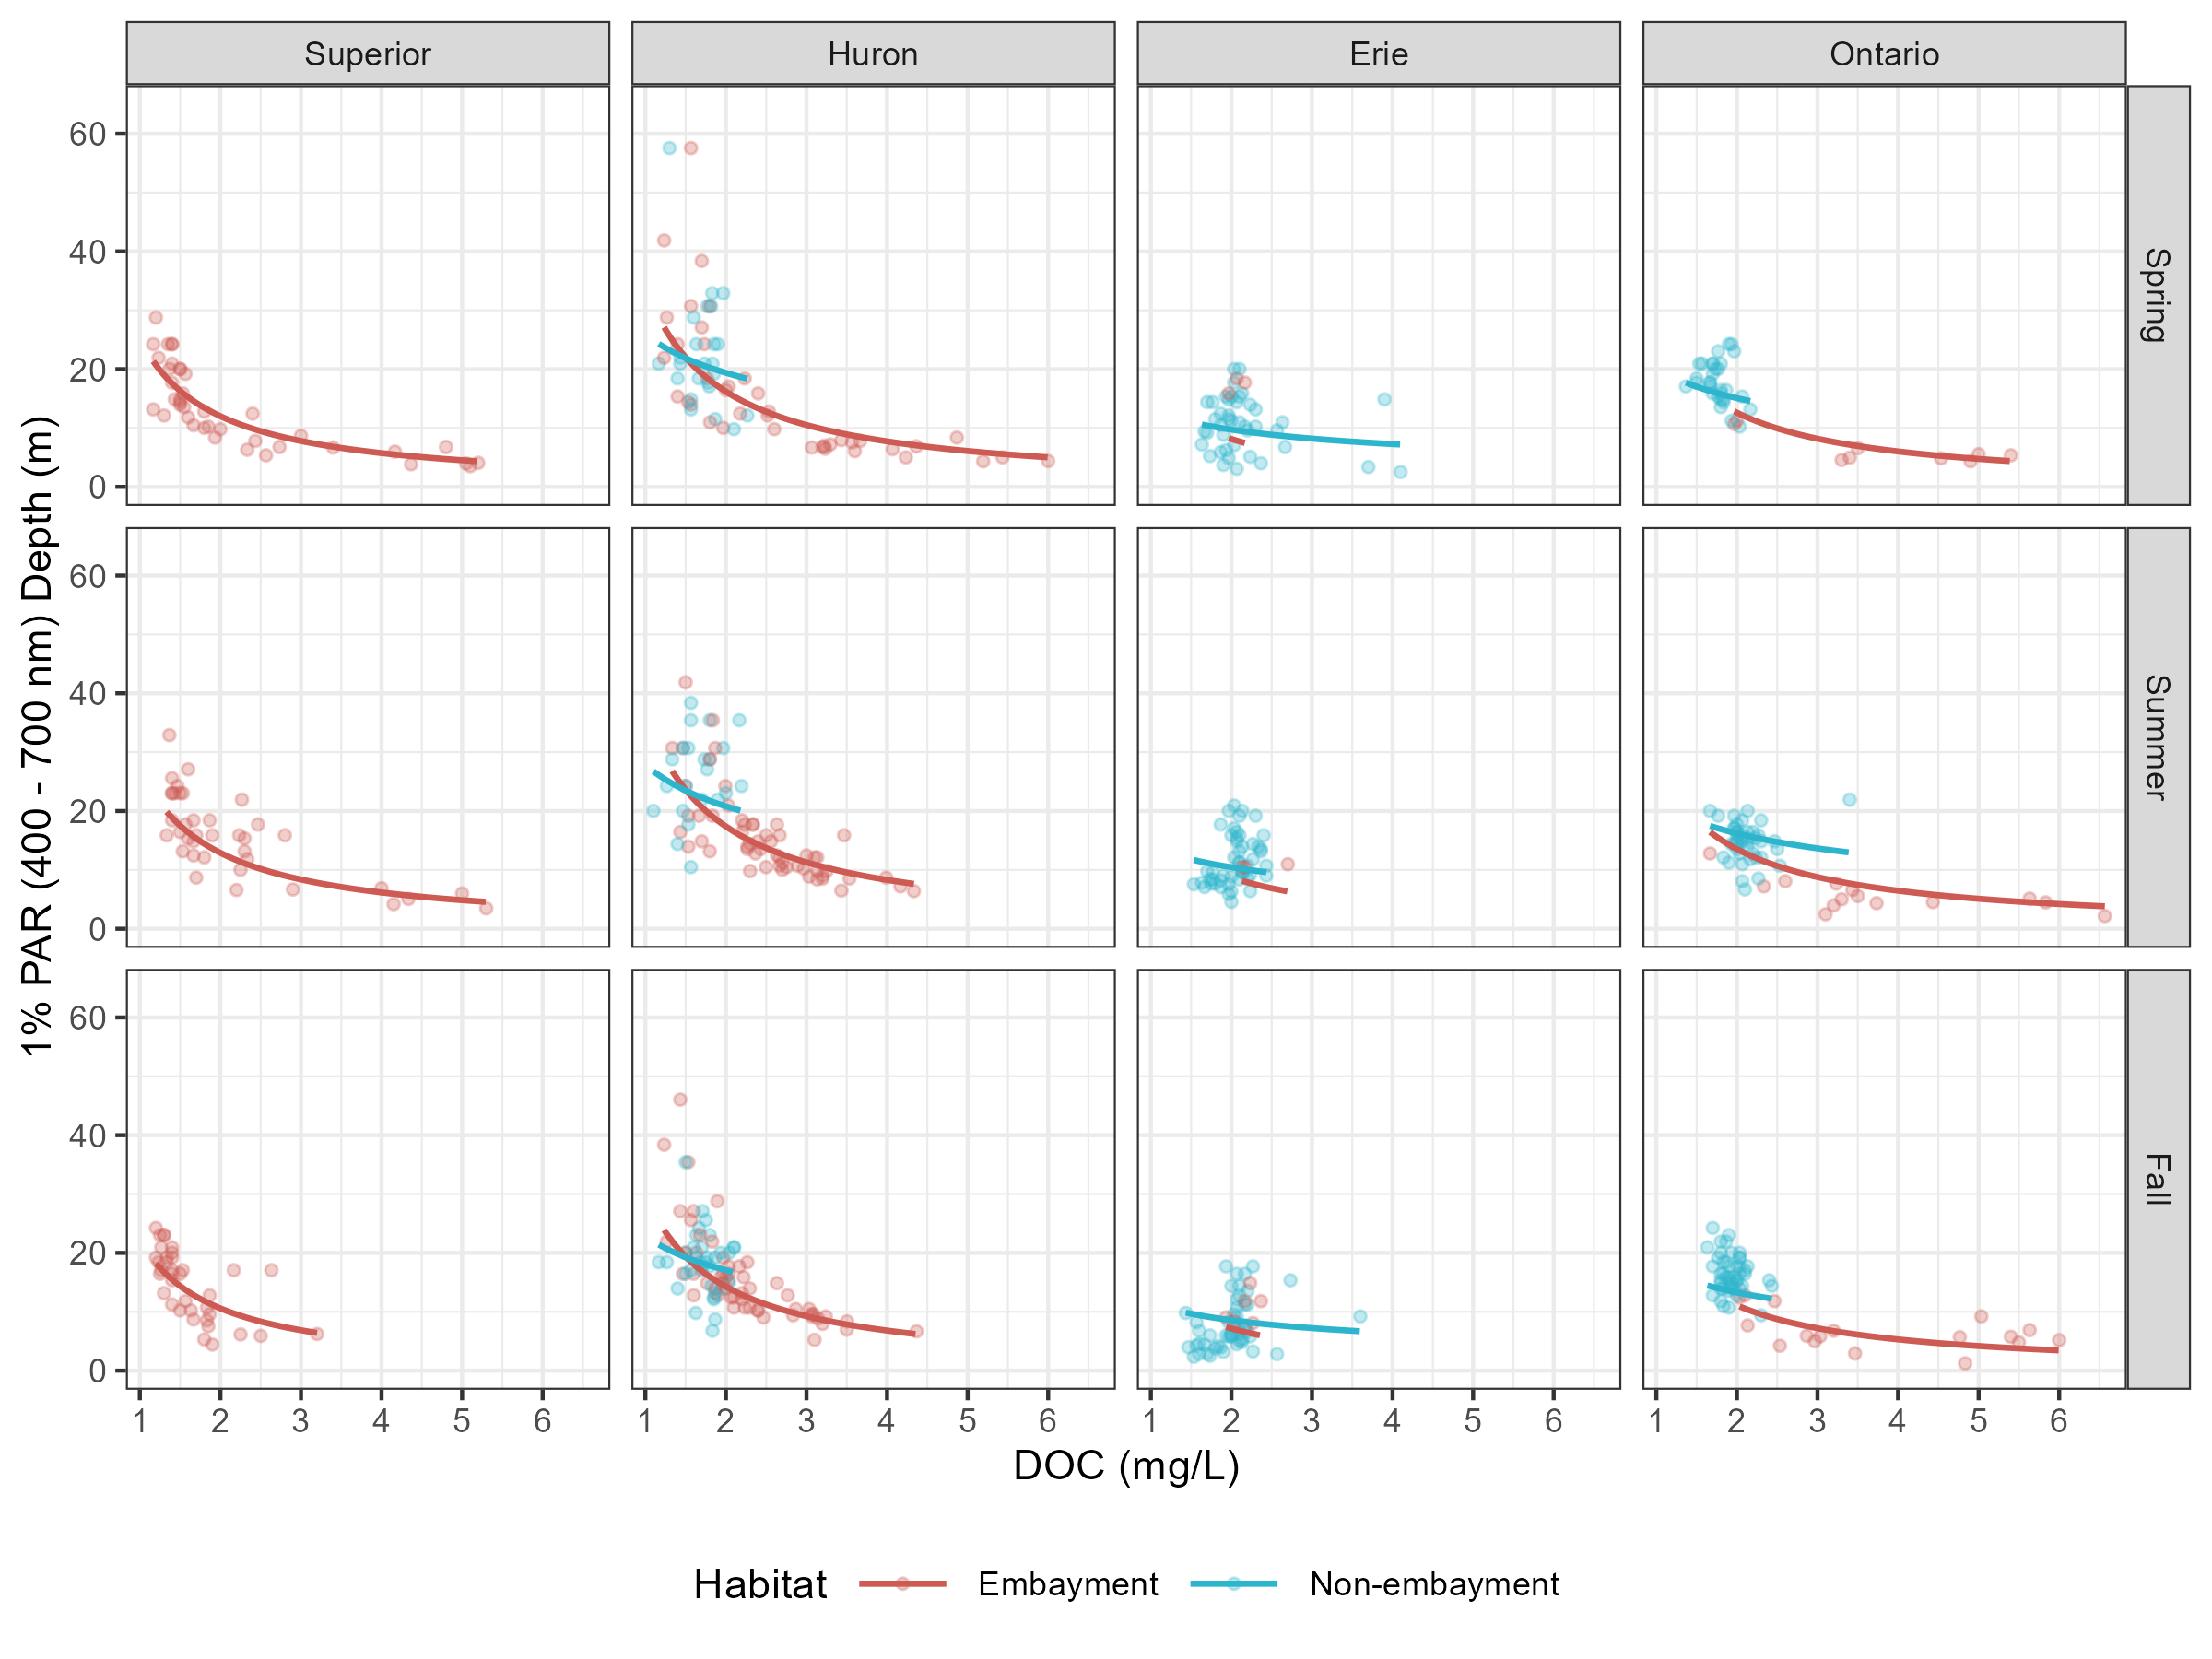 Superior Huron Erie Ontario
60
40
20
0
Spring
60
40
20
0
Summer
60
40
20
0
Fall
1% PAR (400 - 700 nm) Depth (m)
1 2 3 4 5 6 1 2 3 4 5 6 1 2 3 4 5 6 1 2 3 4 5 6
DOC (mg/L)
Habitat Embayment Non-embayment